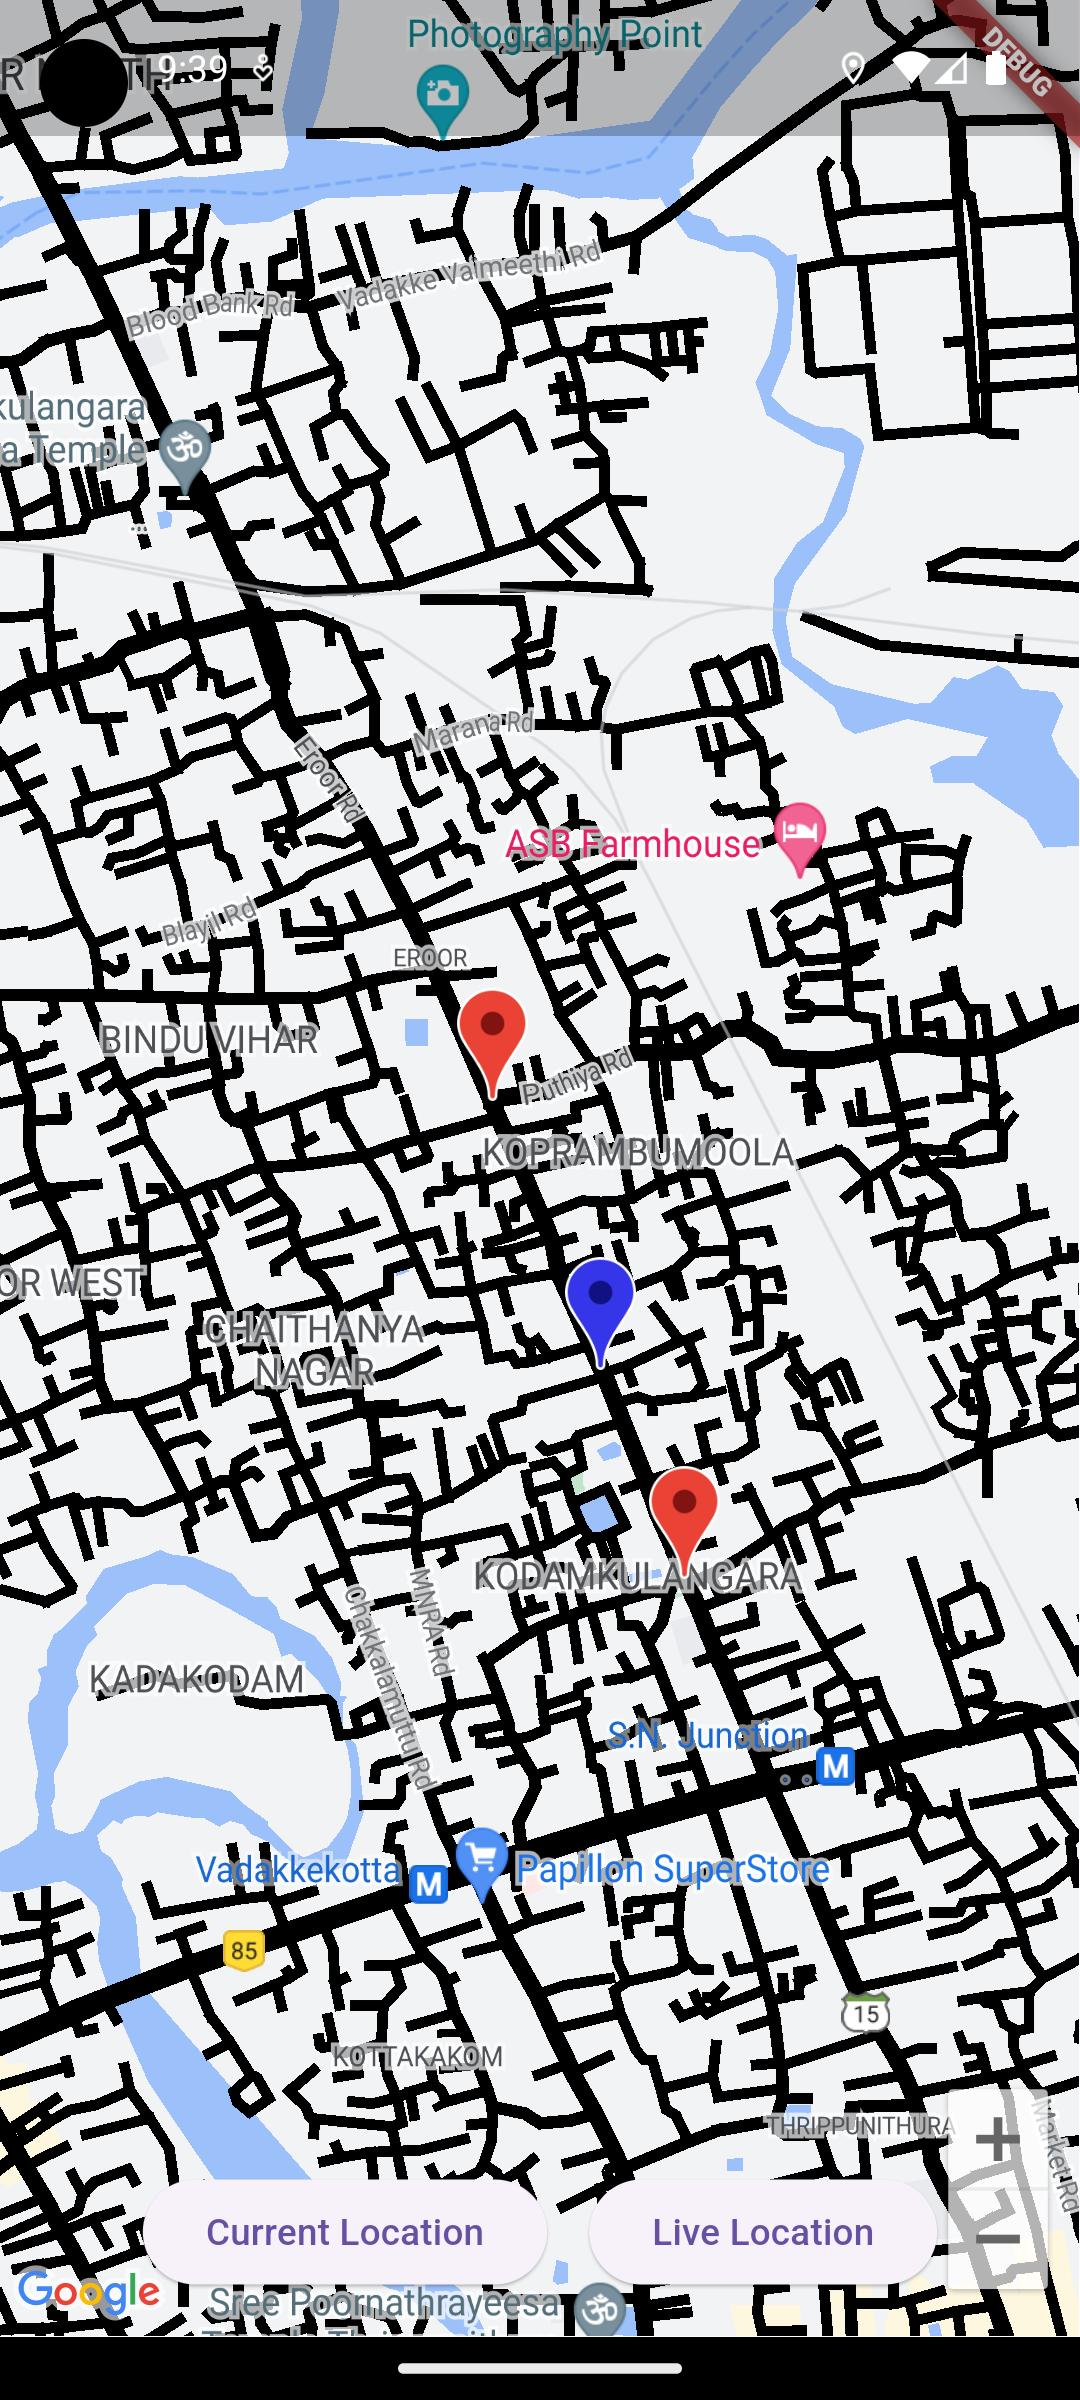 Photography Point
9:39
DEBUG
Vadakke Valmeethi Rd
Blood Bank Rd
kulangara
a Temple
Marana Rd
Eroor Rd
ASB Farmhouse
Blayil Rd
EROOR
BINDU VIHAR
Puthiya Rd
KOPRAMBUMOOLA
OR WEST
CHAITHANYA
NAGAR
KODAMKULANGARA
MNRA Rd
Chakkalamuttu Rd
KADAKODAM
S.N. Junction
M
Vadakkekotta
M
Papillon SuperStore
85
15
KOTTAKAKOM
THRIPPUNITHURA
Market Rd
+
−
Current Location
Live Location
Google
Sree Poornathrayeesa